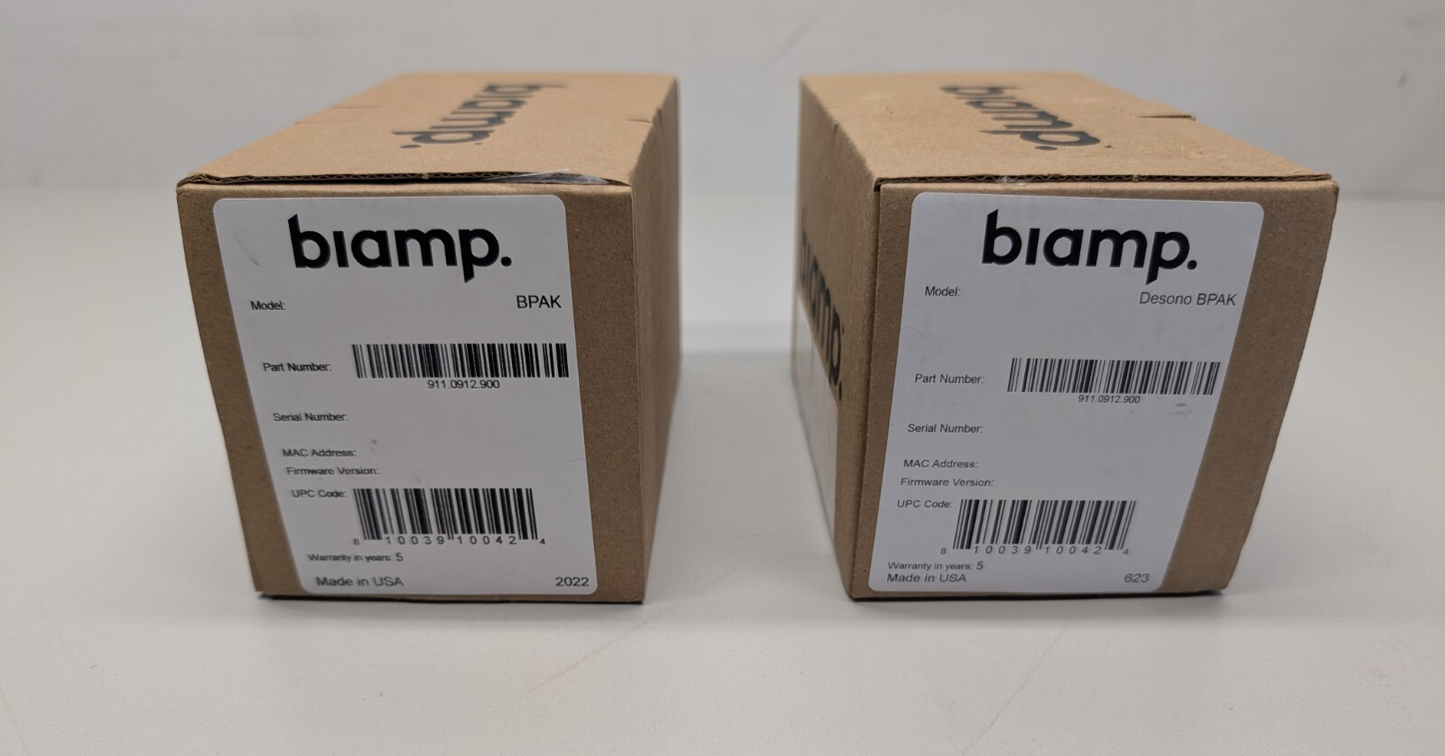 biamp.
biamp.
Model: BPAK
Part Number:
911.0912.900
Serial Number:
MAC Address:
Firmware Version:
UPC Code:
8 10039 10042 4
Warranty in years: 5
Made in USA 2022
biamp.
biamp.
biamp.
Model: Desono BPAK
Part Number:
911.0912.900
Serial Number:
MAC Address:
Firmware Version:
UPC Code:
8 10039 10042 4
Warranty in years: 5
Made in USA 623